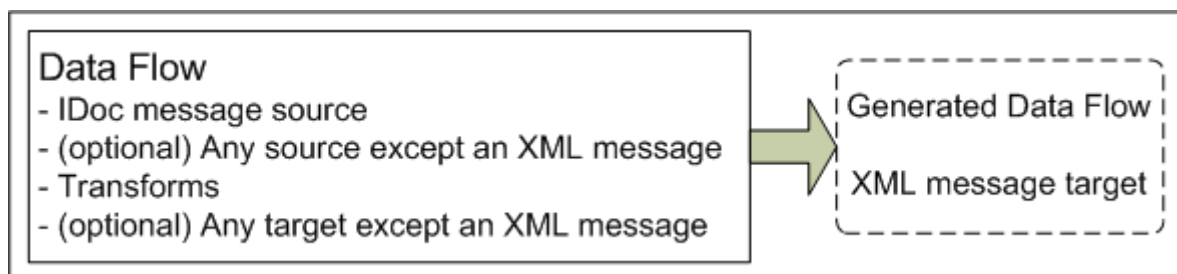 Data Flow
- IDoc message source
- (optional) Any source except an XML message
- Transforms
- (optional) Any target except an XML message
Generated Data Flow
XML message target